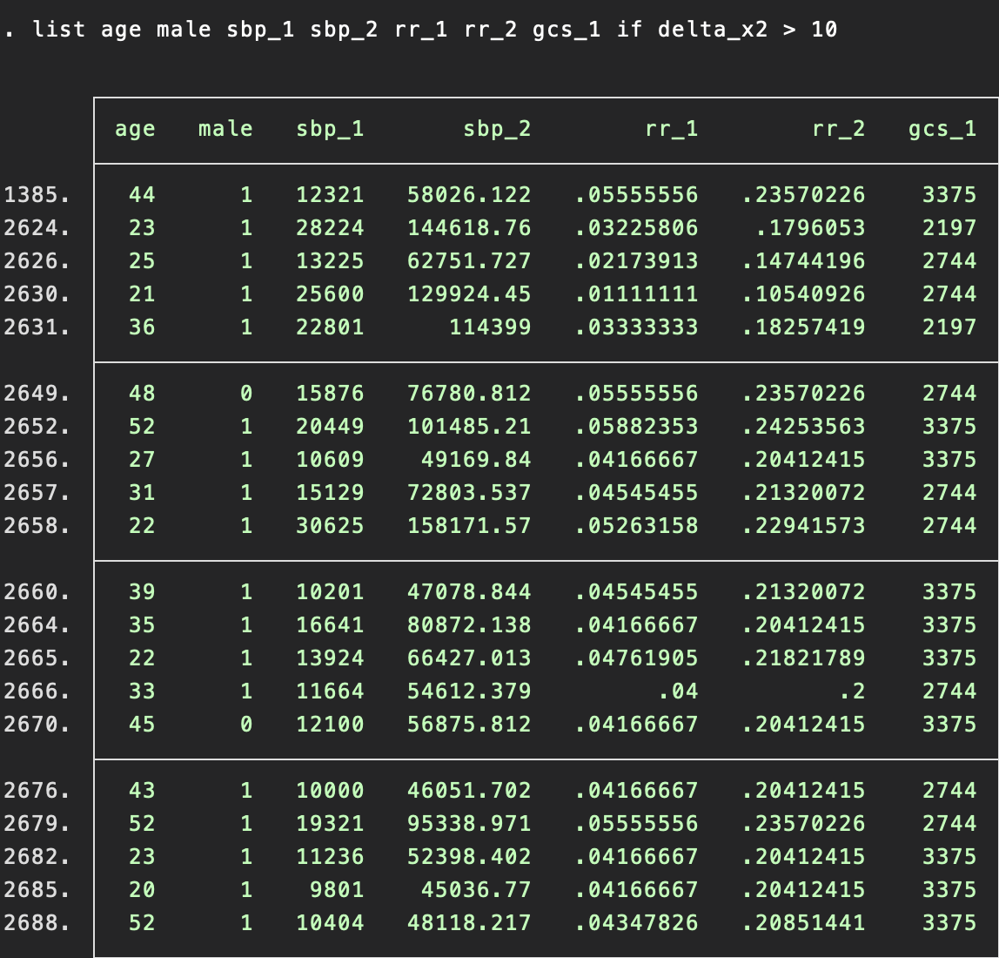 . list age male sbp_1 sbp_2 rr_1 rr_2 gcs_1 if delta_x2 > 10
age male sbp_1 sbp_2 rr_1 rr_2 gcs_1
1385. 44 1 12321 58026.122 .05555556 .23570226 3375
2624. 23 1 28224 144618.76 .03225806 .1796053 2197
2626. 25 1 13225 62751.727 .02173913 .14744196 2744
2630. 21 1 25600 129924.45 .01111111 .10540926 2744
2631. 36 1 22801 114399 .03333333 .18257419 2197
2649. 48 0 15876 76780.812 .05555556 .23570226 2744
2652. 52 1 20449 101485.21 .05882353 .24253563 3375
2656. 27 1 10609 49169.84 .04166667 .20412415 3375
2657. 31 1 15129 72803.537 .04545455 .21320072 2744
2658. 22 1 30625 158171.57 .05263158 .22941573 2744
2660. 39 1 10201 47078.844 .04545455 .21320072 3375
2664. 35 1 16641 80872.138 .04166667 .20412415 3375
2665. 22 1 13924 66427.013 .04761905 .21821789 3375
2666. 33 1 11664 54612.379 .04 .2 2744
2670. 45 0 12100 56875.812 .04166667 .20412415 3375
2676. 43 1 10000 46051.702 .04166667 .20412415 2744
2679. 52 1 19321 95338.971 .05555556 .23570226 2744
2682. 23 1 11236 52398.402 .04166667 .20412415 3375
2685. 20 1 9801 45036.77 .04166667 .20412415 3375
2688. 52 1 10404 48118.217 .04347826 .20851441 3375